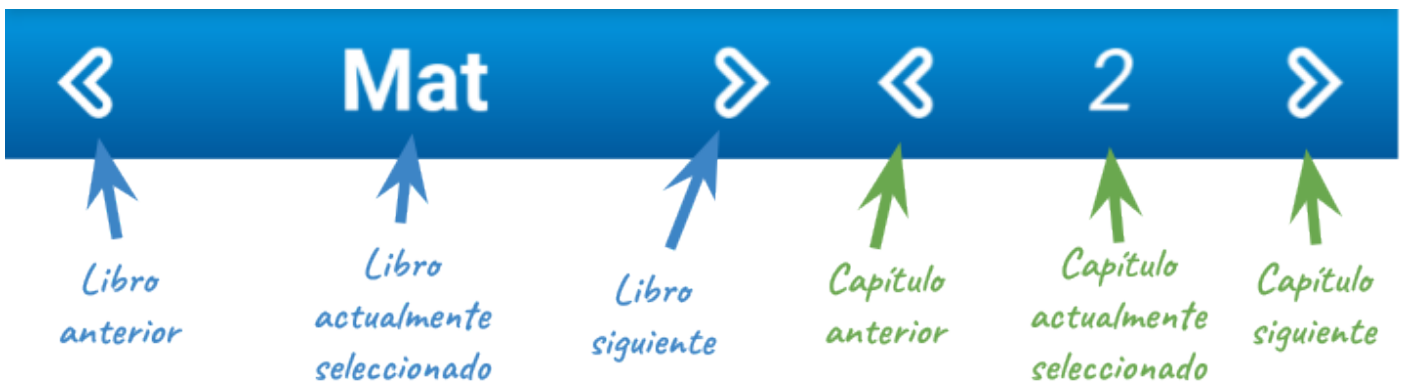 Mat 2
Libro
anterior
Libro
actualmente
seleccionado
Libro
siguiente
Capítulo
anterior
Capítulo
actualmente
seleccionado
Capítulo
siguiente